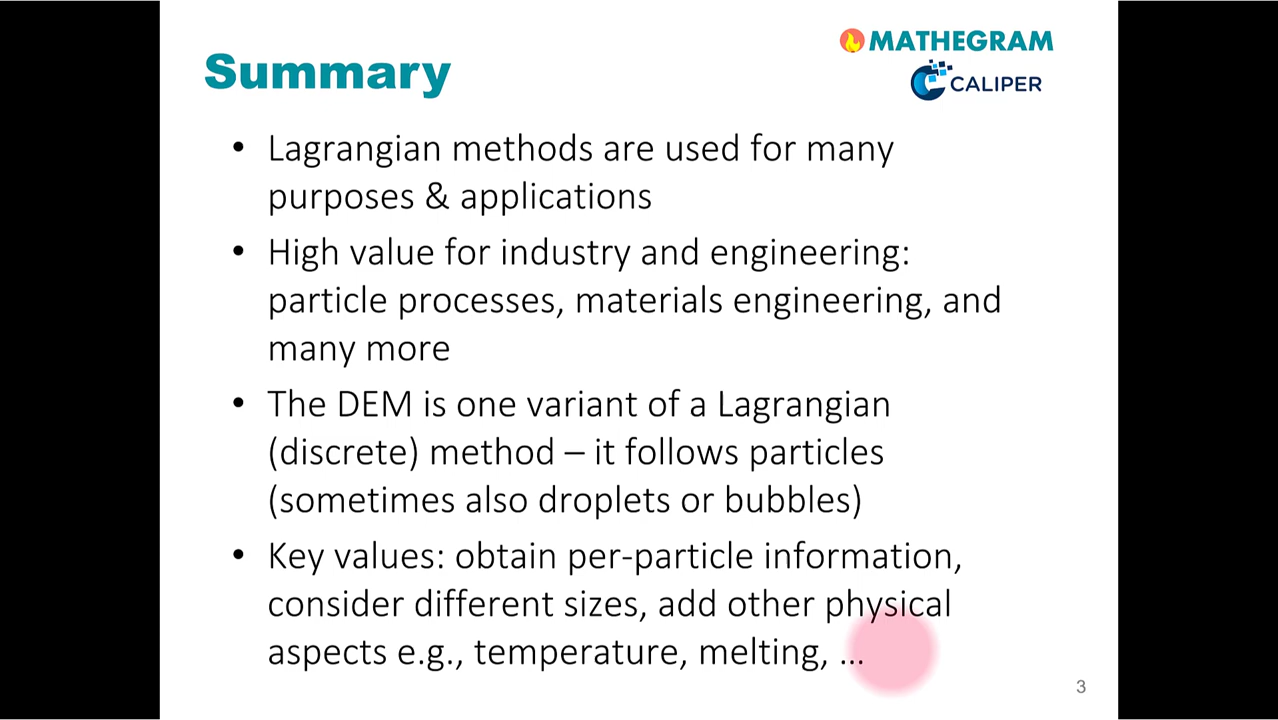 MATHEGRAM
Summary
CALIPER
• Lagrangian methods are used for many
purposes & applications
• High value for industry and engineering:
particle processes, materials engineering, and
many more
• The DEM is one variant of a Lagrangian
(discrete) method – it follows particles
(sometimes also droplets or bubbles)
• Key values: obtain per-particle information,
consider different sizes, add other physical
aspects e.g., temperature, melting, ...
3